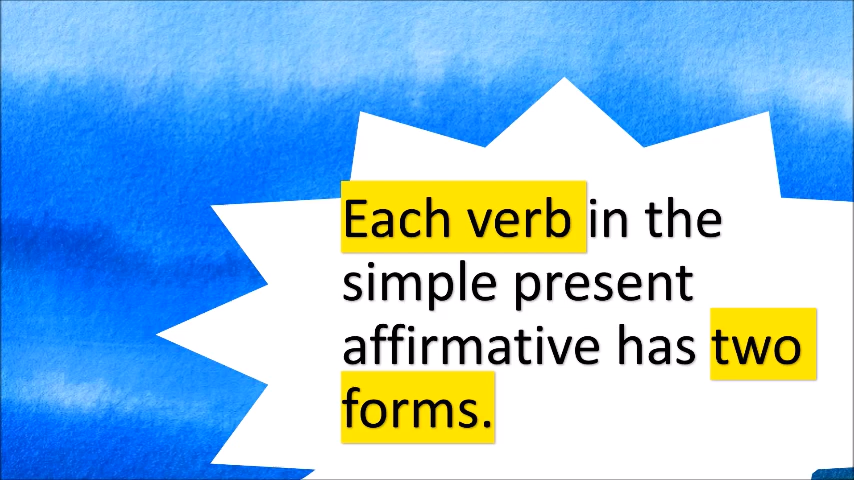 Each verb in the
simple present
affirmative has two
forms.